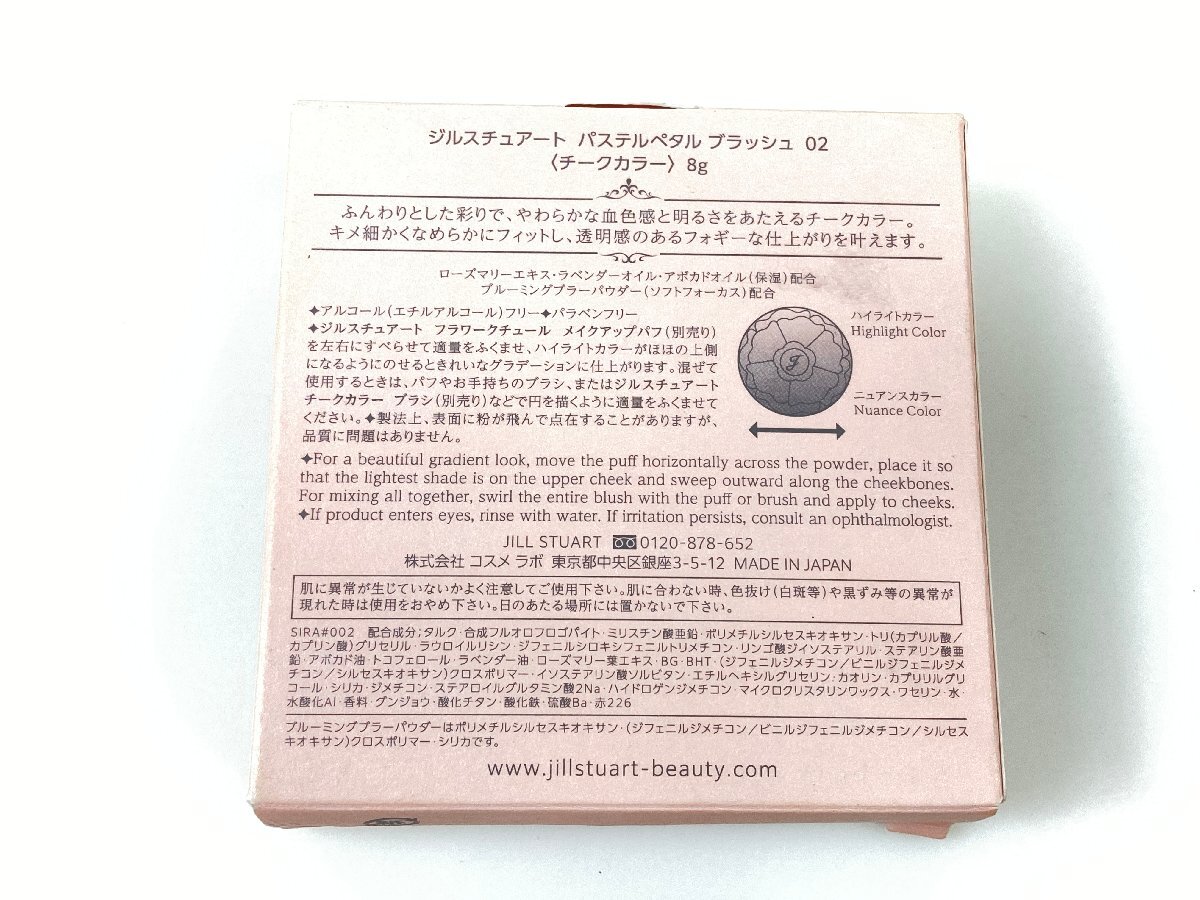 ジルスチュアート パステルペタル ブラッシュ 02
〈チークカラー〉 8g
ふんわりとした彩りで、やわらかな血色感と明るさをあたえるチークカラー。
キメ細かくなめらかにフィットし、透明感のあるフォギーな仕上がりを叶えます。
ローズマリーエキス・ラベンダーオイル・アボカドオイル(保湿)配合
ブルーミングブラーパウダー(ソフトフォーカス)配合
✦アルコール(エチルアルコール)フリー✦パラベンフリー
✦ジルスチュアート フラワークチュール メイクアップパフ(別売り)
を左右にすべらせて適量をふくませ、ハイライトカラーがほほの上側
になるようにのせるときれいなグラデーションに仕上がります。混ぜて
使用するときは、パフやお手持ちのブラシ、またはジルスチュアート
チークカラー ブラシ(別売り)などで円を描くように適量をふくませて
ください。✦製法上、表面に粉が飛んで点在することがありますが、
品質に問題はありません。
ハイライトカラー
Highlight Color
ニュアンスカラー
Nuance Color
✦For a beautiful gradient look, move the puff horizontally across the powder, place it so
that the lightest shade is on the upper cheek and sweep outward along the cheekbones.
For mixing all together, swirl the entire blush with the puff or brush and apply to cheeks.
✦If product enters eyes, rinse with water. If irritation persists, consult an ophthalmologist.
JILL STUART 0120-878-652
株式会社 コスメ ラボ 東京都中央区銀座3-5-12 MADE IN JAPAN
肌に異常が生じていないかよく注意してご使用下さい。肌に合わない時、色抜け(白斑等)や黒ずみ等の異常が
現れた時は使用をおやめ下さい。日のあたる場所には置かないで下さい。
SIRA#002 配合成分;タルク・合成フルオロフロゴパイト・ミリスチン酸亜鉛・ポリメチルシルセスキオキサン・トリ(カプリル酸/
カプリン酸)グリセリル・ラウロイルリシン・ジフェニルシロキシフェニルトリメチコン・リンゴ酸ジイソステアリル・ステアリン酸亜
鉛・アボカド油・トコフェロール・ラベンダー油・ローズマリー葉エキス・BG・BHT・(ジフェニルジメチコン/ビニルジフェニルジメ
チコン/シルセスキオキサン)クロスポリマー・イソステアリン酸ソルビタン・エチルヘキシルグリセリン・カオリン・カプリリルグリ
コール・シリカ・ジメチコン・ステアロイルグルタミン酸2Na・ハイドロゲンジメチコン・マイクロクリスタリンワックス・ワセリン・水・
水酸化Al・香料・グンジョウ・酸化チタン・酸化鉄・硫酸Ba・赤226
ブルーミングブラーパウダーはポリメチルシルセスキオキサン・(ジフェニルジメチコン/ビニルジフェニルジメチコン/シルセス
キオキサン)クロスポリマー・シリカです。
www.jillstuart-beauty.com